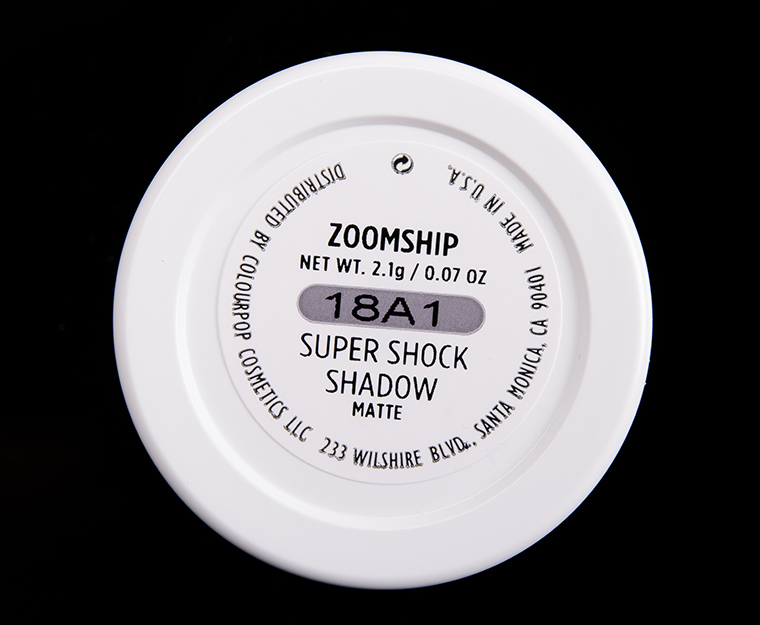 ZOOMSHIP
NET WT. 2.1g / 0.07 OZ
18A1
SUPER SHOCK
SHADOW
MATTE
DISTRIBUTED BY COLOURPOP COSMETICS LLC 233 WILSHIRE BLVD., SANTA MONICA, CA 90401 MADE IN U.S.A.